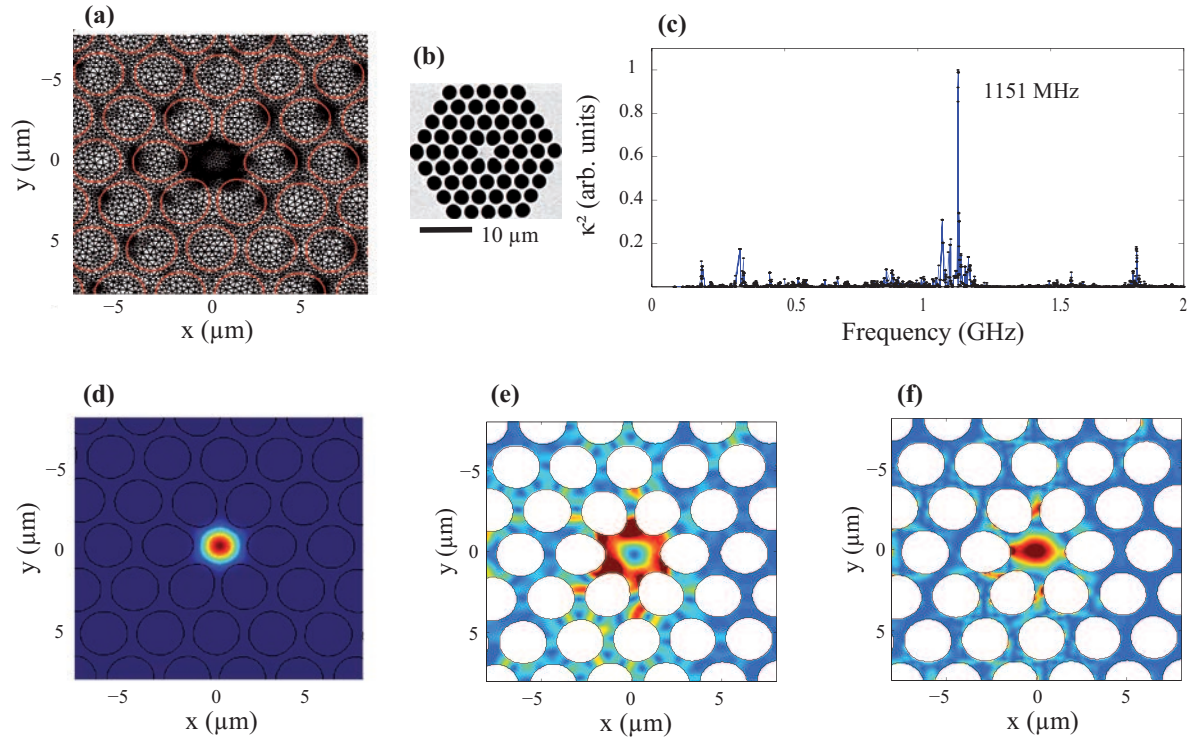 (a)
y (μm)
−5
0
5
−5 0 5
x (μm)
(b)
10 μm
(c)
κ² (arb. units)
1
0.8
0.6
0.4
0.2
1151 MHz
0 0.5 1 1.5 2
Frequency (GHz)
(d)
y (μm)
−5
0
5
−5 0 5
x (μm)
(e)
y (μm)
−5
0
5
−5 0 5
x (μm)
(f)
y (μm)
−5
0
5
−5 0 5
x (μm)